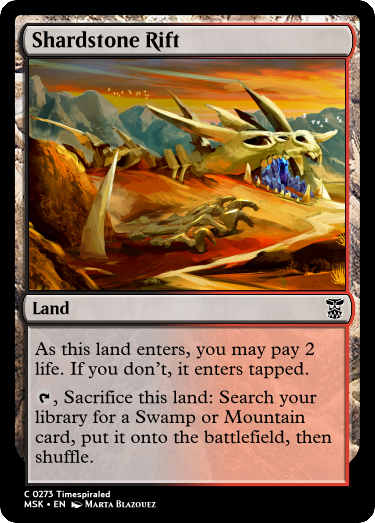 Shardstone Rift
Land
As this land enters, you may pay 2
life. If you don't, it enters tapped.
, Sacrifice this land: Search your
library for a Swamp or Mountain
card, put it onto the battlefield, then
shuffle.
C 0273 Timespiraled
MSK • EN Marta Blazouez